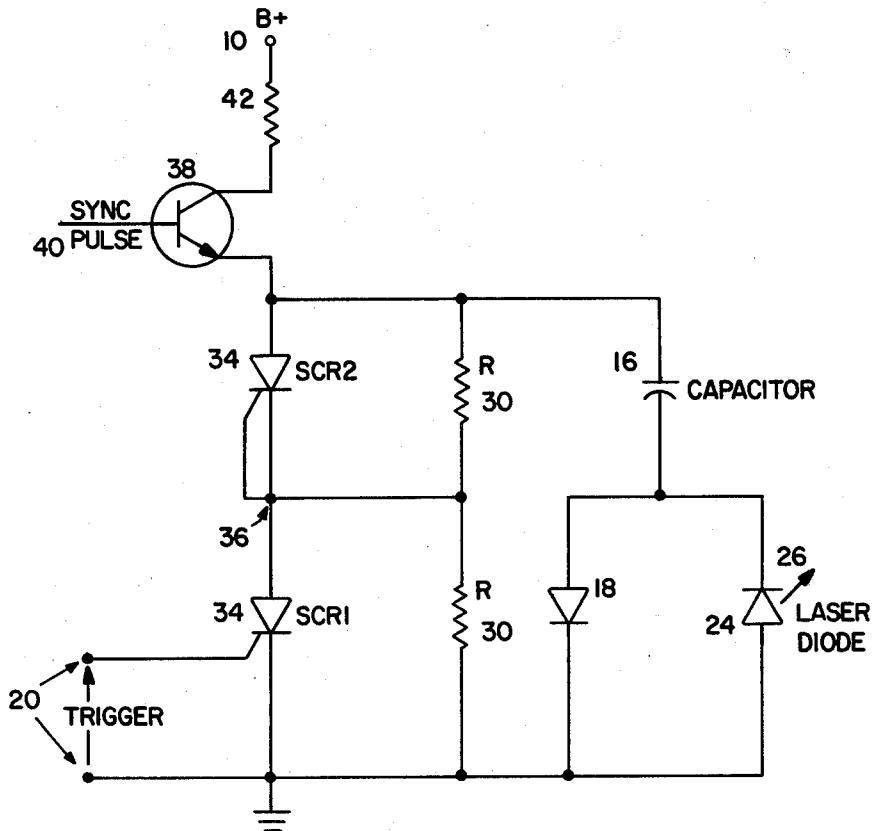 B+
10
42
38
SYNC
40 PULSE
34
SCR2
R
30
16
CAPACITOR
36
34
SCR1
R
30
18
26
24
LASER
DIODE
20
TRIGGER